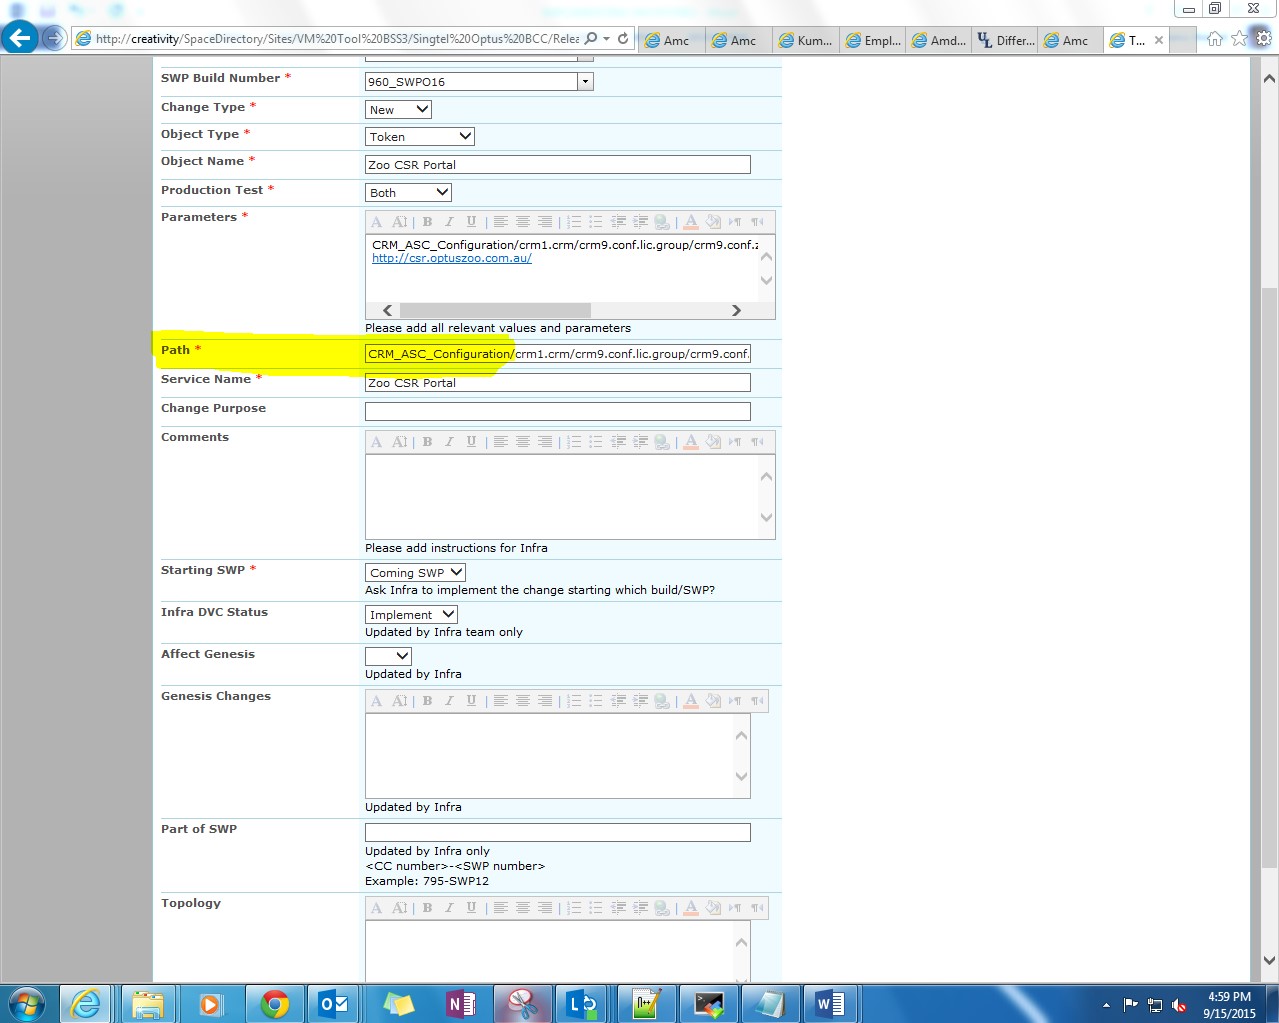 http://creativity/SpaceDirectory/Sites/VM%20Tool%20BSS3/Singtel%20Optus%20BCC/Relea
Amc
Amc
Kum...
Empl...
Amd...
Differ...
Amc
T...
SWP Build Number *
960_SWPO16
Change Type *
New
Object Type *
Token
Object Name *
Zoo CSR Portal
Production Test *
Both
Parameters *
CRM_ASC_Configuration/crm1.crm/crm9.conf.lic.group/crm9.conf.z
http://csr.optuszoo.com.au/
Please add all relevant values and parameters
Path *
CRM_ASC_Configuration/crm1.crm/crm9.conf.lic.group/crm9.conf.
Service Name *
Zoo CSR Portal
Change Purpose
Comments
Please add instructions for Infra
Starting SWP *
Coming SWP
Ask Infra to implement the change starting which build/SWP?
Infra DVC Status
Implement
Updated by Infra team only
Affect Genesis
Updated by Infra
Genesis Changes
Updated by Infra
Part of SWP
Updated by Infra only
<CC number>-<SWP number>
Example: 795-SWP12
Topology
4:59 PM
9/15/2015